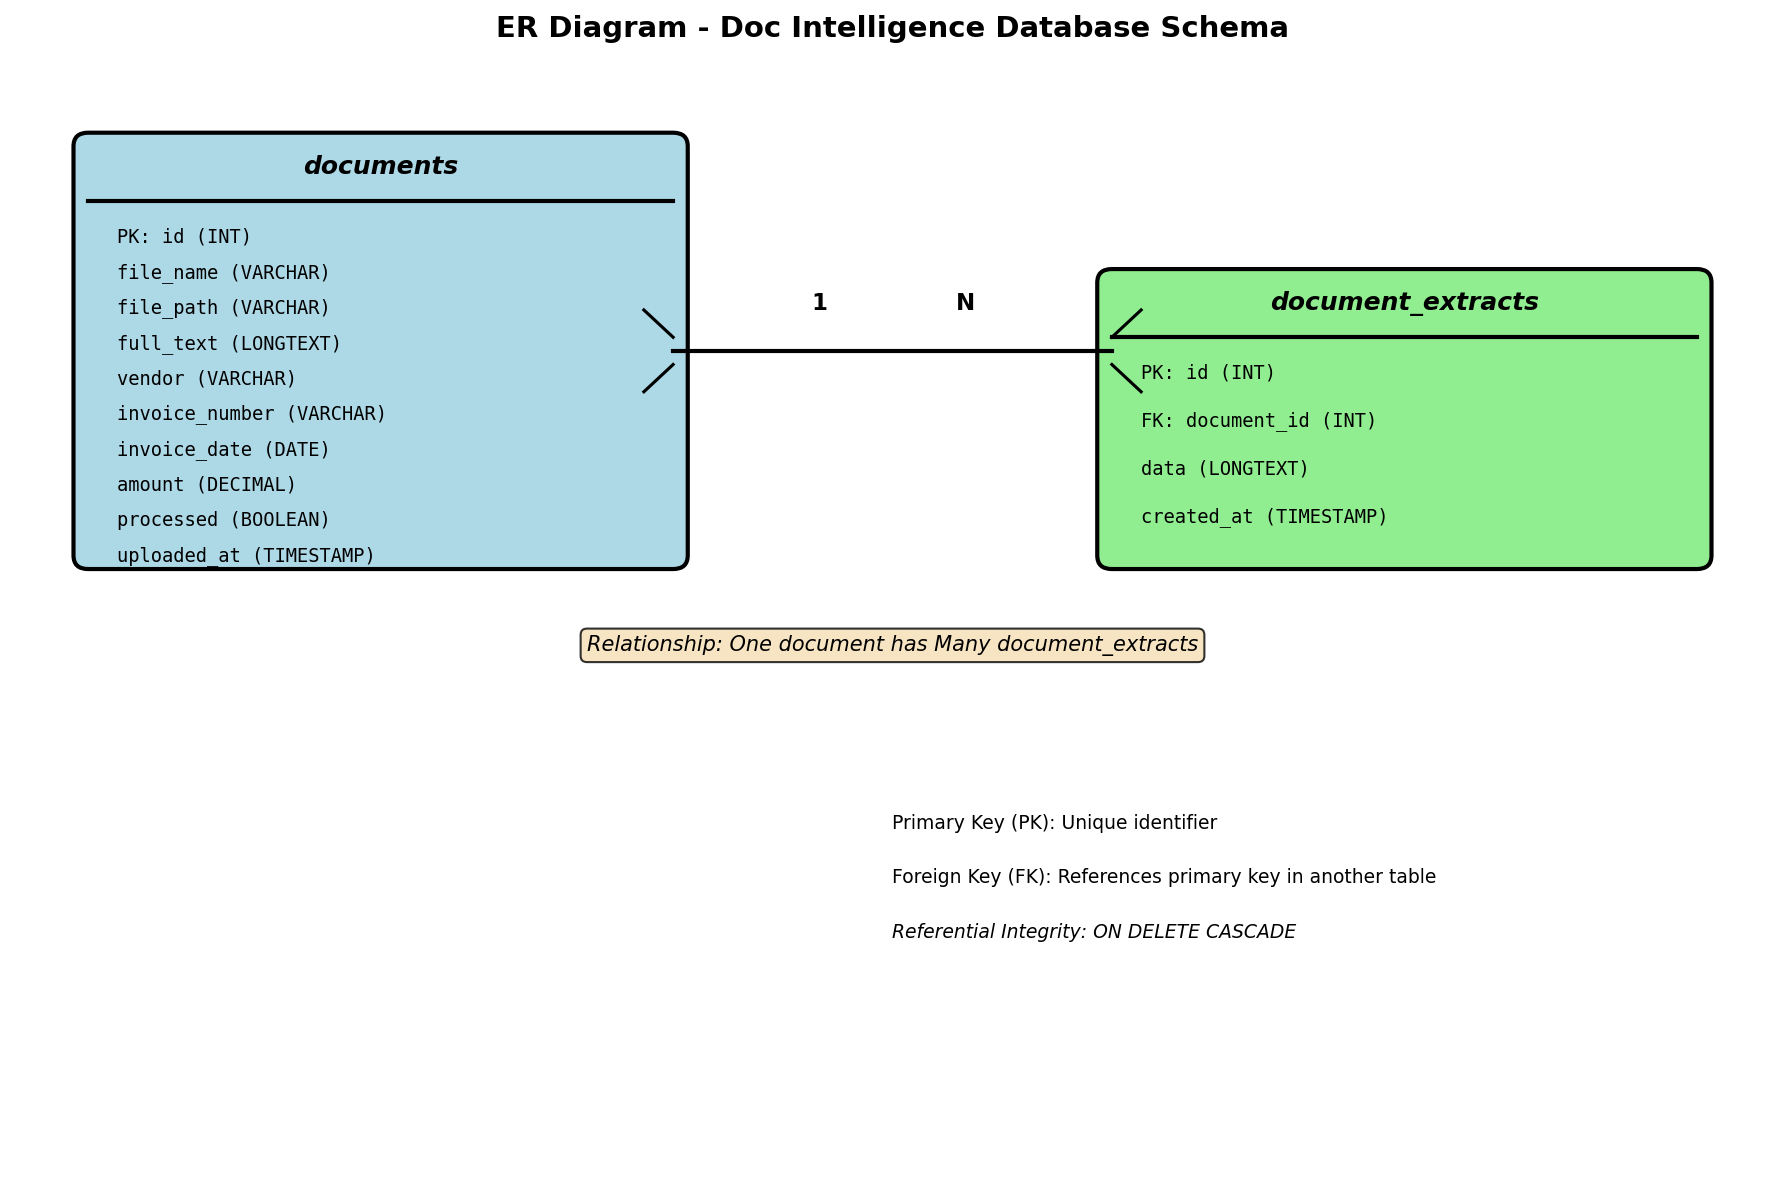 ER Diagram - Doc Intelligence Database Schema
documents
PK: id (INT)
file_name (VARCHAR)
file_path (VARCHAR)
full_text (LONGTEXT)
vendor (VARCHAR)
invoice_number (VARCHAR)
invoice_date (DATE)
amount (DECIMAL)
processed (BOOLEAN)
uploaded_at (TIMESTAMP)
1
N
document_extracts
PK: id (INT)
FK: document_id (INT)
data (LONGTEXT)
created_at (TIMESTAMP)
Relationship: One document has Many document_extracts
Primary Key (PK): Unique identifier
Foreign Key (FK): References primary key in another table
Referential Integrity: ON DELETE CASCADE